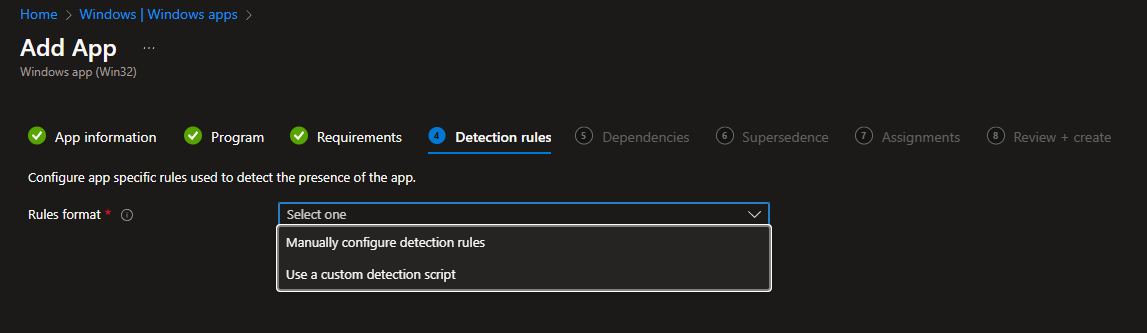 Home > Windows | Windows apps >
Add App ...
Windows app (Win32)
App information Program Requirements 4 Detection rules 5 Dependencies 6 Supersedence 7 Assignments 8 Review + create
Configure app specific rules used to detect the presence of the app.
Rules format * Select one
Manually configure detection rules
Use a custom detection script